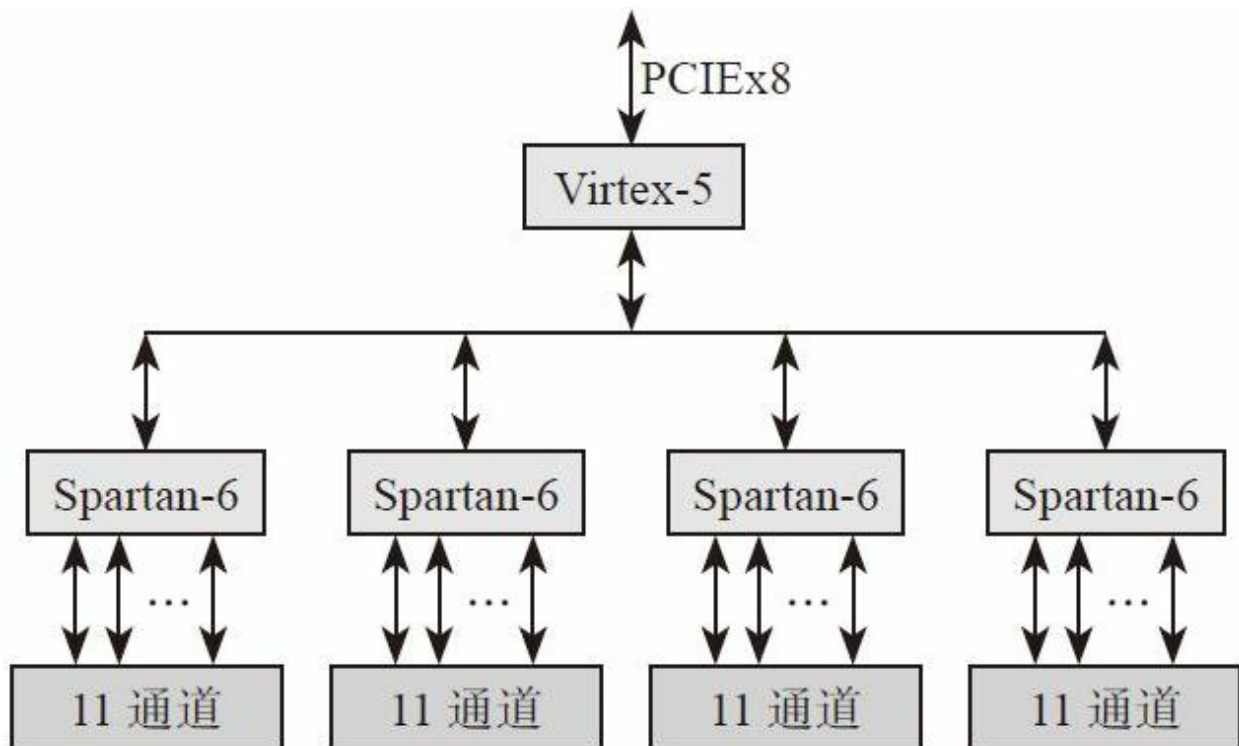 PCIEx8
Virtex-5
Spartan-6 Spartan-6 Spartan-6 Spartan-6
... ... ... ...
11 通道 11 通道 11 通道 11 通道